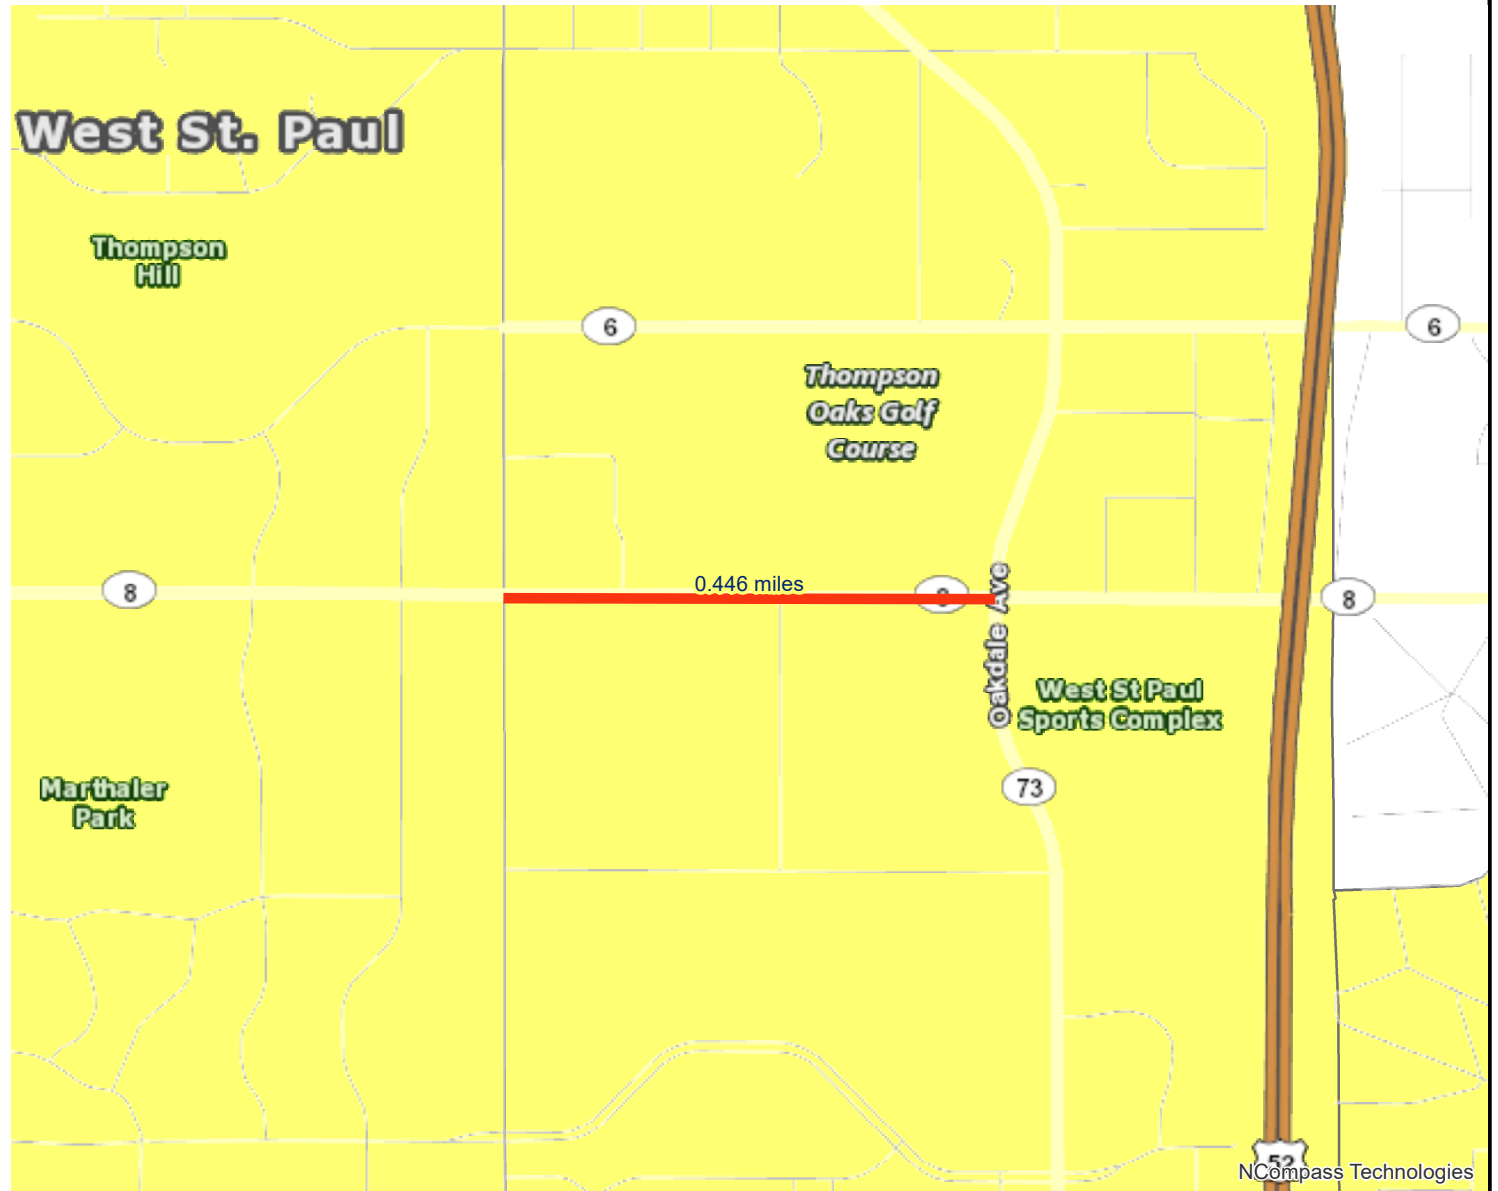 West St. Paul
Thompson
Hill
6
6
Thompson
Oaks Golf
Course
8
0.446 miles
Oakdale Ave
8
West St Paul
Sports Complex
73
Marthaler
Park
52
NCompass Technologies